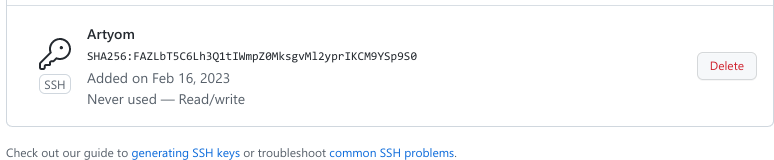 Artyom
SHA256:FAZLbT5C6Lh3Q1tIWmpZ0MksgvMl2yprIKCM9YSp9S0
Added on Feb 16, 2023
SSH
Never used — Read/write
Delete
Check out our guide to generating SSH keys or troubleshoot common SSH problems.